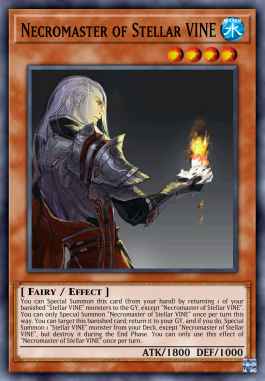 Necromaster of Stellar VINE
WATER
水
[ Fairy / Effect ]
You can Special Summon this card (from your hand) by returning 1 of your
banished "Stellar VINE" monsters to the GY, except "Necromaster of Stellar VINE".
You can only Special Summon "Necromaster of Stellar VINE" once per turn this
way. You can target this banished card; return it to your GY, and if you do, Special
Summon 1 "Stellar VINE" monster from your Deck, except "Necromaster of Stellar
VINE", but destroy it during the End Phase. You can only use this effect of
"Necromaster of Stellar VINE" once per turn.
ATK/1800 DEF/1000